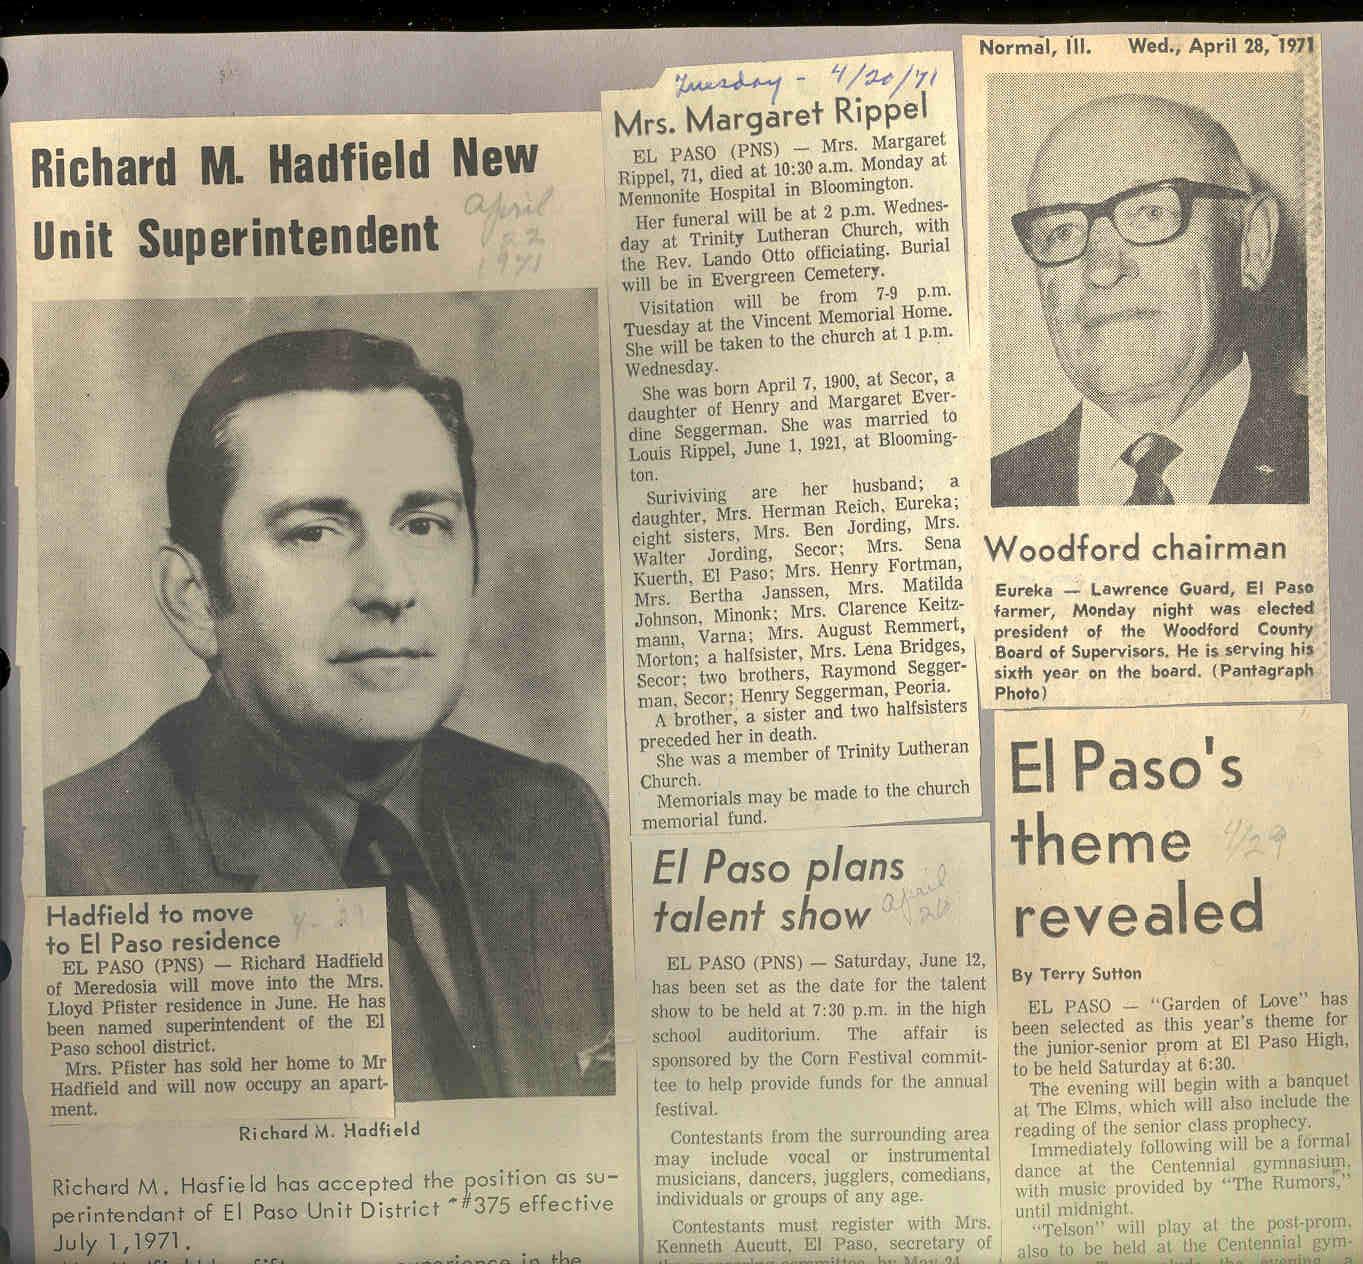 Richard M. Hadfield New
Unit Superintendent
April
22
1971
Hadfield to move
to El Paso residence
EL PASO (PNS) — Richard Hadfield
of Meredosia will move into the Mrs.
Lloyd Pfister residence in June. He has
been named superintendent of the El
Paso school district.
Mrs. Pfister has sold her home to Mr
Hadfield and will now occupy an apart-
ment.
Richard M. Hadfield
Richard M. Hasfield has accepted the position as su-
perintendant of El Paso Unit District #375 effective
July 1, 1971.
Tuesday - 4/20/71
Mrs. Margaret Rippel
EL PASO (PNS) — Mrs. Margaret
Rippel, 71, died at 10:30 a.m. Monday at
Mennonite Hospital in Bloomington.
Her funeral will be at 2 p.m. Wednes-
day at Trinity Lutheran Church, with
the Rev. Lando Otto officiating. Burial
will be in Evergreen Cemetery.
Visitation will be from 7-9 p.m.
Tuesday at the Vincent Memorial Home.
She will be taken to the church at 1 p.m.
Wednesday.
She was born April 7, 1900, at Secor, a
daughter of Henry and Margaret Ever-
dine Seggerman. She was married to
Louis Rippel, June 1, 1921, at Blooming-
ton.
Suriviving are her husband; a
daughter, Mrs. Herman Reich, Eureka;
eight sisters, Mrs. Ben Jording, Mrs.
Walter Jording, Secor; Mrs. Sena
Kuerth, El Paso; Mrs. Henry Fortman,
Mrs. Bertha Janssen, Mrs. Matilda
Johnson, Minonk; Mrs. Clarence Keitz-
mann, Varna; Mrs. August Remmert,
Morton; a halfsister, Mrs. Lena Bridges,
Secor; two brothers, Raymond Segger-
man, Secor; Henry Seggerman, Peoria.
A brother, a sister and two halfsisters
preceded her in death.
She was a member of Trinity Lutheran
Church.
Memorials may be made to the church
memorial fund.
El Paso plans
talent show
April
26
EL PASO (PNS) — Saturday, June 12,
has been set as the date for the talent
show to be held at 7:30 p.m. in the high
school auditorium. The affair is
sponsored by the Corn Festival commit-
tee to help provide funds for the annual
festival.
Contestants from the surrounding area
may include vocal or instrumental
musicians, dancers, jugglers, comedians,
individuals or groups of any age.
Contestants must register with Mrs.
Kenneth Aucutt, El Paso, secretary of
Normal, Ill. Wed., April 28, 1971
Woodford chairman
Eureka — Lawrence Guard, El Paso
farmer, Monday night was elected
president of the Woodford County
Board of Supervisors. He is serving his
sixth year on the board. (Pantagraph
Photo)
El Paso's
theme
revealed
4/29
By Terry Sutton
EL PASO — "Garden of Love" has
been selected as this year's theme for
the junior-senior prom at El Paso High,
to be held Saturday at 6:30.
The evening will begin with a banquet
at The Elms, which will also include the
reading of the senior class prophecy.
Immediately following will be a formal
dance at the Centennial gymnasium,
with music provided by "The Rumors,"
until midnight.
"Telson" will play at the post-prom,
also to be held at the Centennial gym-